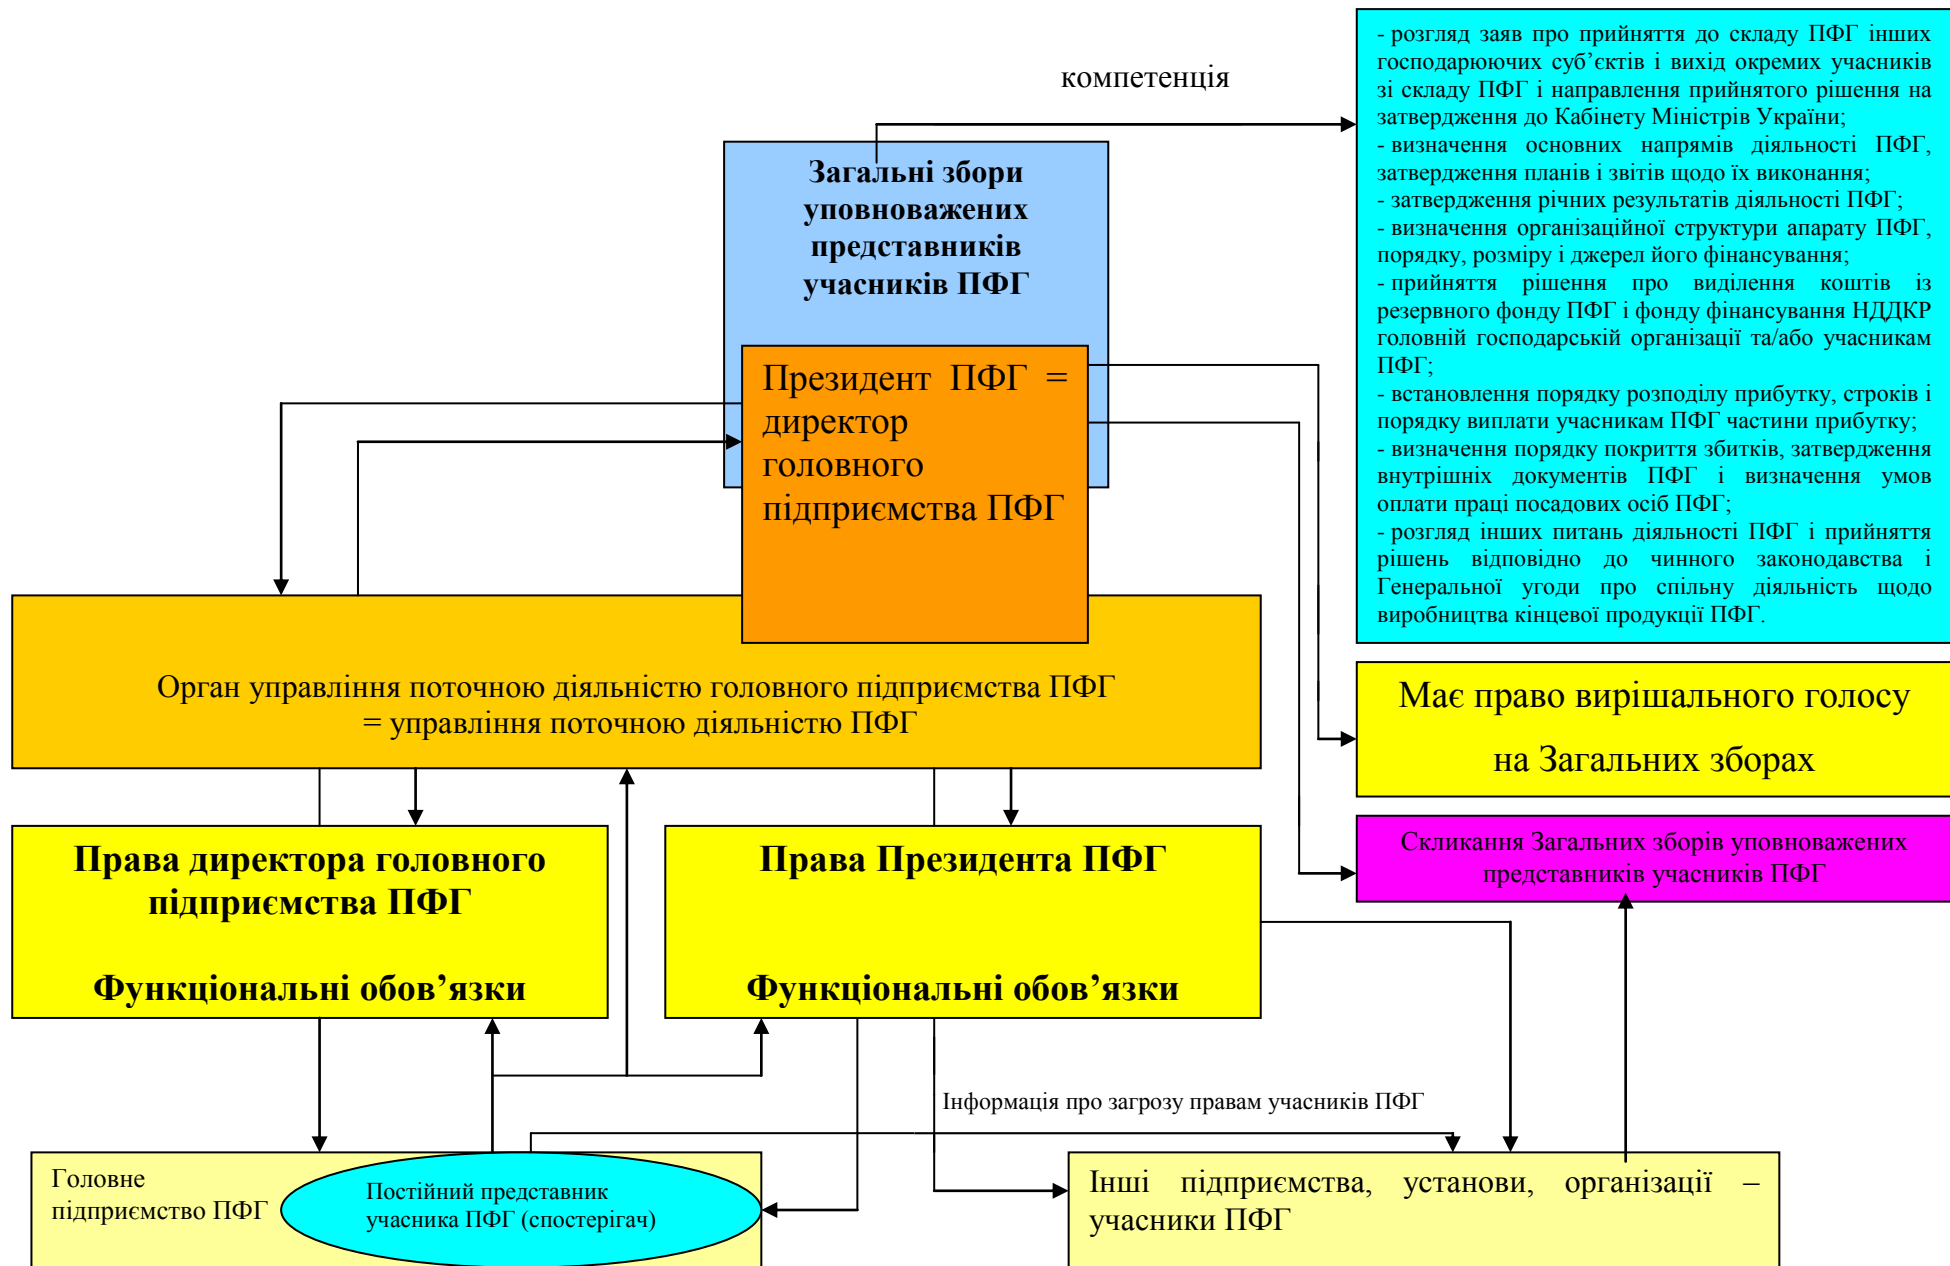 компетенція
- розгляд заяв про прийняття до складу ПФГ інших
господарюючих суб’єктів і вихід окремих учасників
зі складу ПФГ і направлення прийнятого рішення на
затвердження до Кабінету Міністрів України;
- визначення основних напрямів діяльності ПФГ,
затвердження планів і звітів щодо їх виконання;
- затвердження річних результатів діяльності ПФГ;
- визначення організаційної структури апарату ПФГ,
порядку, розміру і джерел його фінансування;
- прийняття рішення про виділення коштів із
резервного фонду ПФГ і фонду фінансування НДДКР
головній господарській організації та/або учасникам
ПФГ;
- встановлення порядку розподілу прибутку, строків і
порядку виплати учасникам ПФГ частини прибутку;
- визначення порядку покриття збитків, затвердження
внутрішніх документів ПФГ і визначення умов
оплати праці посадових осіб ПФГ;
- розгляд інших питань діяльності ПФГ і прийняття
рішень відповідно до чинного законодавства і
Генеральної угоди про спільну діяльність щодо
виробництва кінцевої продукції ПФГ.
Загальні збори
уповноважених
представників
учасників ПФГ
Президент ПФГ =
директор
головного
підприємства ПФГ
Орган управління поточною діяльністю головного підприємства ПФГ
= управління поточною діяльністю ПФГ
Має право вирішального голосу
на Загальних зборах
Скликання Загальних зборів уповноважених
представників учасників ПФГ
Права директора головного
підприємства ПФГ
Функціональні обов’язки
Права Президента ПФГ
Функціональні обов’язки
Інформація про загрозу правам учасників ПФГ
Головне
підприємство ПФГ
Постійний представник
учасника ПФГ (спостерігач)
Інші підприємства, установи, організації –
учасники ПФГ